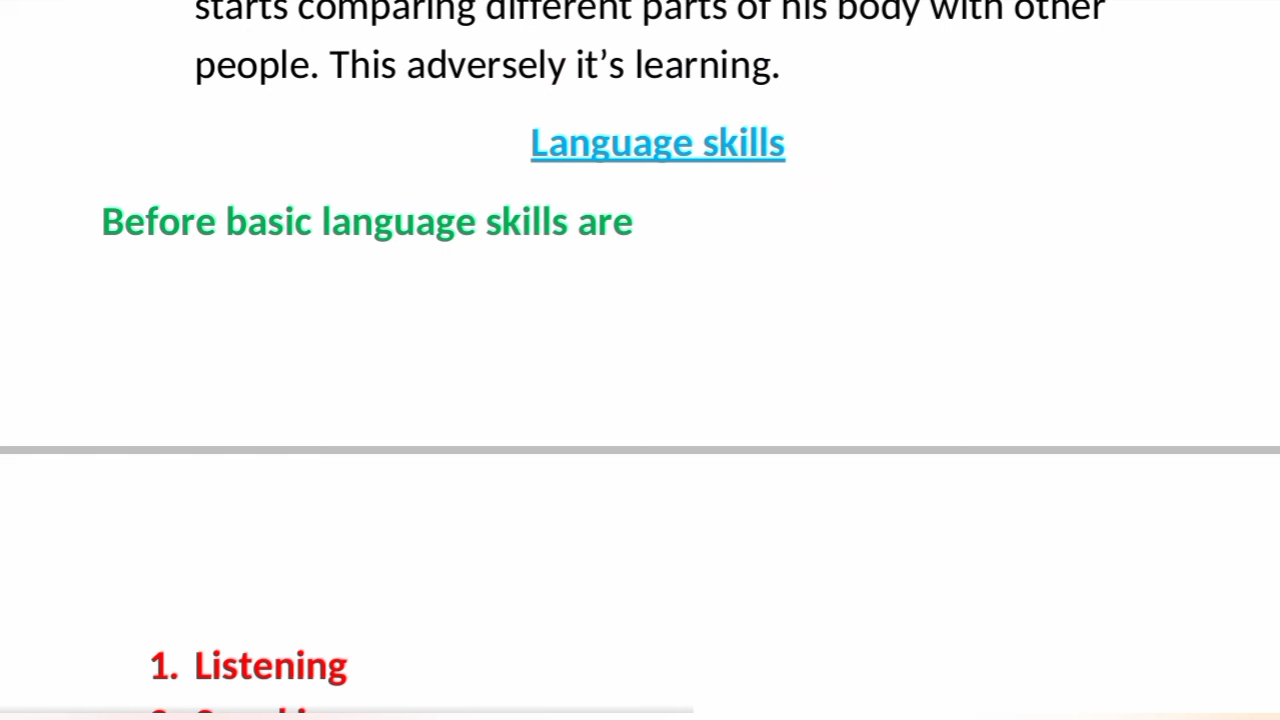 starts comparing different parts of his body with other
people. This adversely it’s learning.
Language skills
Before basic language skills are
1. Listening